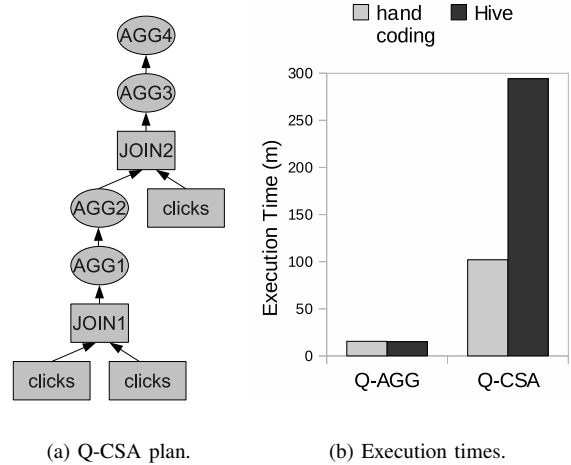 AGG4
AGG3
JOIN2
AGG2
clicks
AGG1
JOIN1
clicks clicks
(a) Q-CSA plan.
hand coding
Hive
Execution Time (m)
300
250
200
150
100
50
0
Q-AGG Q-CSA
(b) Execution times.